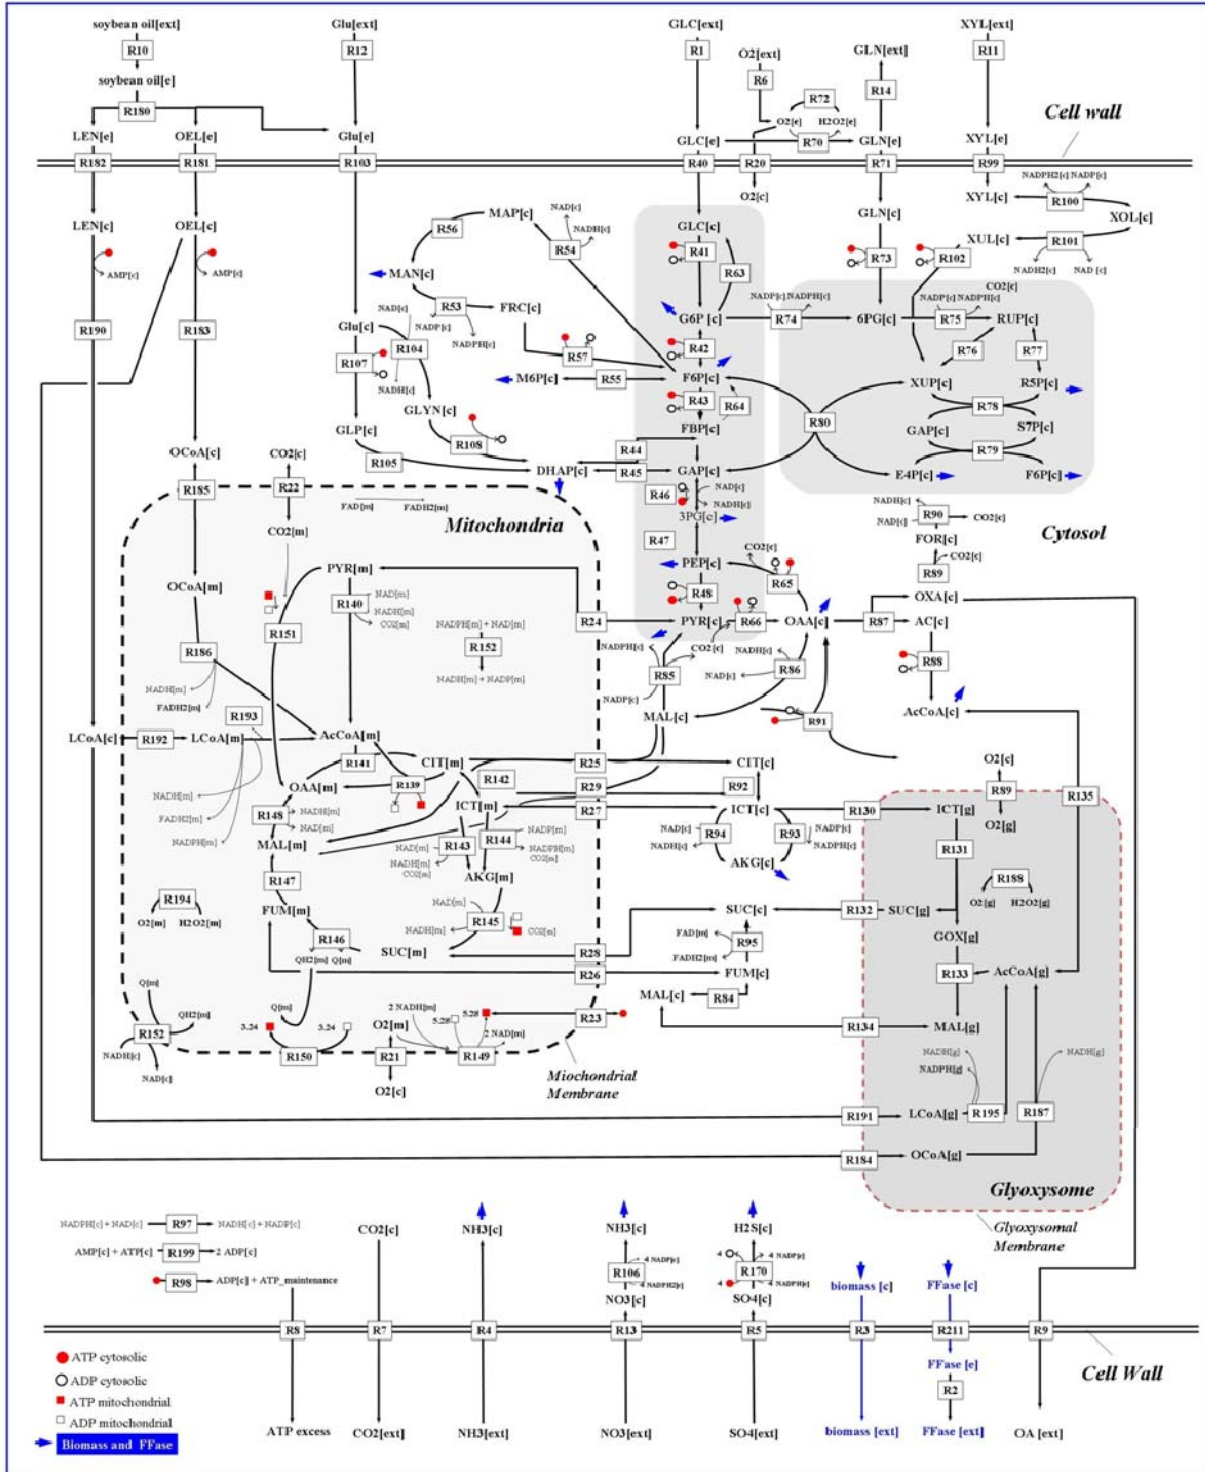 soybean oil[ext]
Glu[ext]
GLC[ext]
XYL[ext]
R10
R12
R1
O2[ext]
GLN[ext]
R11
soybean oil[c]
R6
R14
R180
R72
Cell wall
LEN[e]
OEL[e]
Glu[e]
GLC[e]
O2[e]
H2O2[e]
R70
GLN[e]
XYL[e]
R182
R181
R103
R40
R20
R71
R99
O2[c]
NADPH2[c]
NADP[c]
XYL[c]
R100
LEN[c]
OEL[c]
MAP[c]
NAD[c]
NADH[c]
GLC[c]
GLN[c]
XOL[c]
R56
R54
R41
R73
XUL[c]
R101
R102
NADH2[c]
NAD [c]
AMP[c]
AMP[c]
MAN[c]
R63
CO2[c]
R53
FRC[c]
NADP[c]
NADPH[c]
NADP[c]
NADPH[c]
NAD[c]
G6P [c]
R74
6PG[c]
R75
RUP[c]
R190
R183
Glu[c]
NADP [c]
NADPH[c]
R104
R57
R42
R76
R77
R107
NADH[c]
M6P[c]
R55
F6P[c]
XUP[c]
R5P[c]
R43
R64
R78
GLYN[c]
R80
GLP[c]
R108
FBP[c]
GAP[c]
S7P[c]
OCoA[c]
CO2[c]
R44
R79
R105
DHAP[c]
R45
GAP[c]
E4P[c]
F6P[c]
R185
R22
FAD[m]
FADH2[m]
R46
NAD[c]
NADH[c]
NADH[c]
R90
CO2[c]
Mitochondria
3PG[c]
NAD[c]
Cytosol
CO2[m]
R47
CO2[c]
FOR[c]
CO2[c]
R89
PYR[m]
PEP[c]
R65
OCoA[m]
R140
NAD[m]
NADH[m]
CO2[m]
R48
OXA[c]
R151
NADPH[m] + NAD[m]
R24
PYR[c]
R66
OAA[c]
R87
AC[c]
R186
R152
NADPH[c]
CO2[c]
NADH[c]
R88
NADH[m] → NADP[m]
R85
R86
NADH[m]
FADH2[m]
NAD[c]
NADP[c]
R193
MAL[c]
R91
AcCoA[c]
LCoA[c]
R192
LCoA[m]
AcCoA[m]
R141
CIT[m]
R25
CIT[c]
O2[c]
R139
R142
R29
R92
R89
R135
OAA[m]
NADH[m]
ICT[m]
R27
ICT[c]
R130
ICT[g]
FADH2[m]
R148
NADH[m]
NAD[m]
NADP[m]
NAD[c]
R94
R93
NADP[c]
O2[g]
NADPH[m]
MAL[m]
NAD[m]
R143
R144
NADPH[m]
NADH[c]
NADPH[c]
R131
NADH[m]
CO2[m]
CO2[m]
AKG[c]
R147
AKG[m]
R188
R194
NAD[m]
O2[g]
H2O2[g]
FUM[m]
SUC[c]
R132
SUC[g]
O2[m]
H2O2[m]
R146
NADH[m]
R145
CO2[m]
FAD[m]
R95
GOX[g]
SUC[m]
R28
QH2[m]
Q[m]
FADH2[m]
R26
FUM[c]
R133
AcCoA[g]
Q[m]
Q[m]
2 NADH[m]
MAL[c]
R84
QH2[m]
3.24
3.24
O2[m]
5.28
5.28
R23
R134
MAL[g]
R152
2 NAD[m]
NADH[c]
R150
R21
R149
NADH[g]
NADH[g]
NADPH[g]
NAD[c]
O2[c]
Miochondrial
Membrane
R191
LCoA[g]
R195
R187
R184
OCoA[g]
Glyoxysome
NADPH[c] + NAD[c]
R97
NADH[c] + NADP[c]
CO2[c]
NH3[c]
NH3[c]
H2S[c]
Glyoxysomal
Membrane
AMP[c] + ATP[c]
R199
2 ADP[c]
4 NADP[c]
4
4 NADP[c]
R106
R170
R98
ADP[c] + ATP_maintenance
4 NADPH2[c]
4
4 NADPH[c]
biomass [c]
FFase [c]
NO3[c]
SO4[c]
R8
R7
R4
R13
R5
R3
R211
R9
ATP cytosolic
FFase [e]
Cell Wall
ADP cytosolic
R2
ATP mitochondrial
ADP mitochondrial
ATP excess
CO2[ext]
NH3[ext]
NO3[ext]
SO4[ext]
biomass [ext]
FFase [ext]
OA [ext]
Biomass and FFase